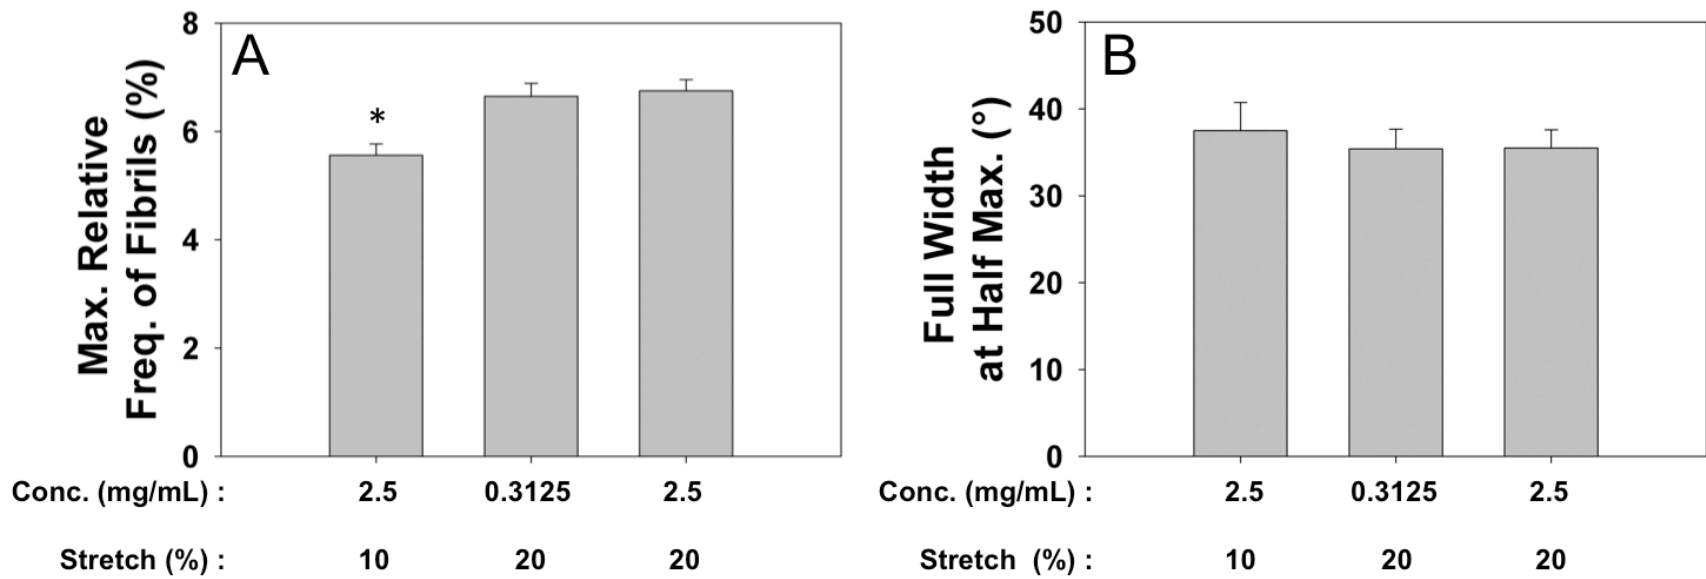 A
Max. Relative
Freq. of Fibrils (%)
8
6
4
2
0
*
Conc. (mg/mL) : 2.5 0.3125 2.5
Stretch (%) : 10 20 20
B
Full Width
at Half Max. (°)
50
40
30
20
10
0
Conc. (mg/mL) : 2.5 0.3125 2.5
Stretch (%) : 10 20 20